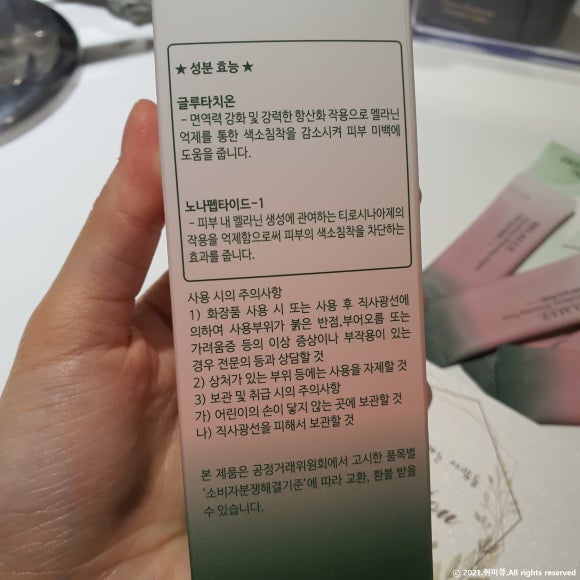 ★ 성분 효능 ★
글루타치온
- 면역력 강화 및 강력한 항산화 작용으로 멜라닌
억제를 통한 색소침착을 감소시켜 피부 미백에
도움을 줍니다.
노나펩타이드-1
- 피부 내 멜라닌 생성에 관여하는 티로시나아제의
작용을 억제함으로써 피부의 색소침착을 차단하는
효과를 줍니다.
사용 시의 주의사항
1) 화장품 사용 시 또는 사용 후 직사광선에
의하여 사용부위가 붉은 반점,부어오름 또는
가려움증 등의 이상 증상이나 부작용이 있는
경우 전문의 등과 상담할 것
2) 상처가 있는 부위 등에는 사용을 자제할 것
3) 보관 및 취급 시의 주의사항
가) 어린이의 손이 닿지 않는 곳에 보관할 것
나) 직사광선을 피해서 보관할 것
본 제품은 공정거래위원회에서 고시한 품목별
'소비자분쟁해결기준'에 따라 교환, 환불 받을
수 있습니다.
© 2021.취마쮸.All rights reserved